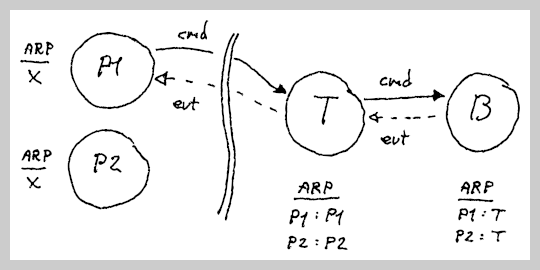 cmd
ARP
X
P1
evt
T
cmd
evt
B
ARP
X
P2
ARP
P1 : P1
P2 : P2
ARP
P1 : T
P2 : T